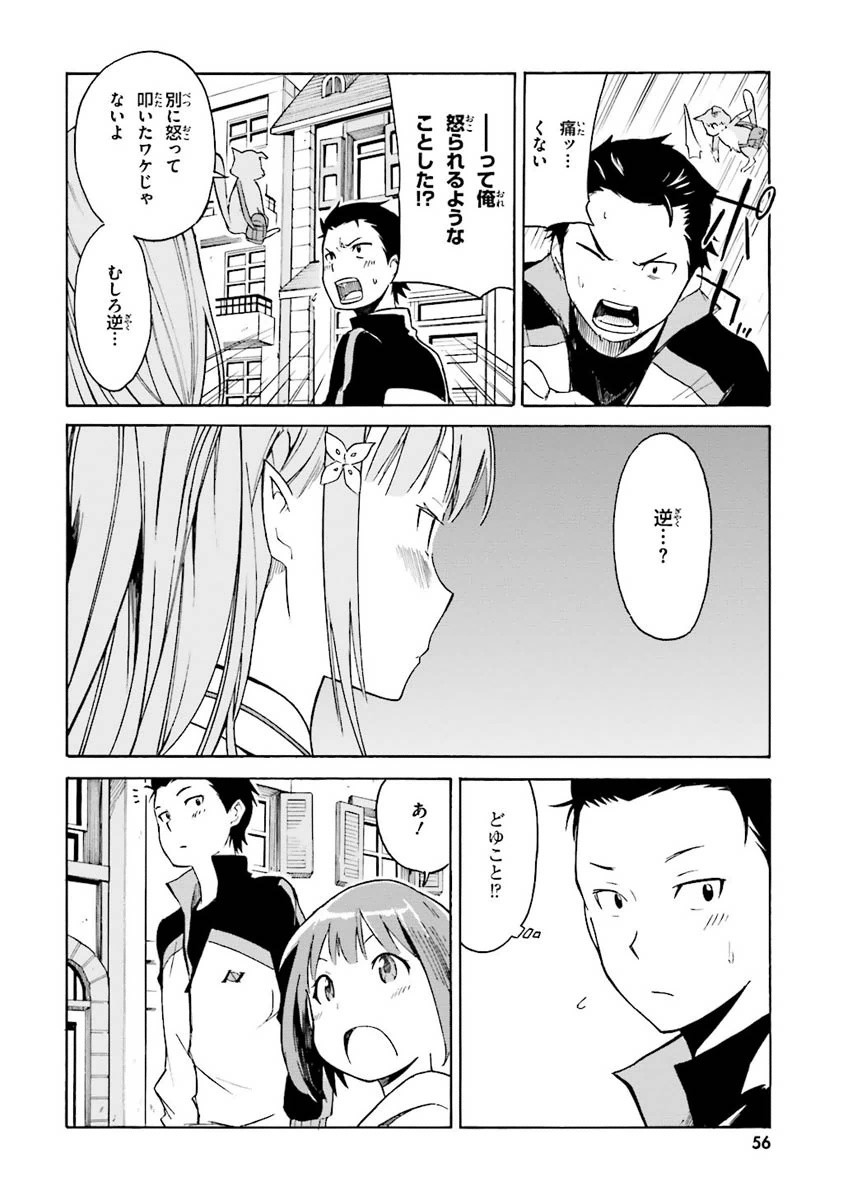 痛ッ…
くない
――って俺
怒られるような
ことした!?
別に怒って
叩いたワケじゃ
ないよ
むしろ逆…
逆…?
どゆこと!?
あ!
56